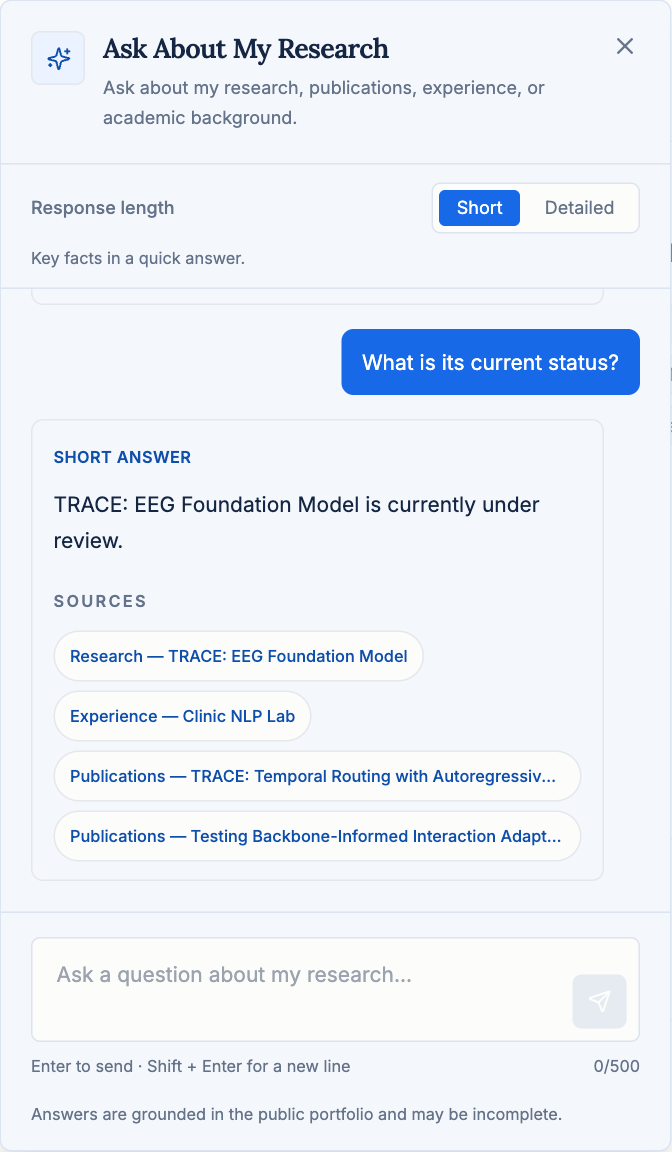 Ask About My Research
Ask about my research, publications, experience, or
academic background.
Response length
Short
Detailed
Key facts in a quick answer.
What is its current status?
SHORT ANSWER
TRACE: EEG Foundation Model is currently under
review.
SOURCES
Research — TRACE: EEG Foundation Model
Experience — Clinic NLP Lab
Publications — TRACE: Temporal Routing with Autoregressiv...
Publications — Testing Backbone-Informed Interaction Adapt...
Ask a question about my research...
Enter to send · Shift + Enter for a new line
0/500
Answers are grounded in the public portfolio and may be incomplete.